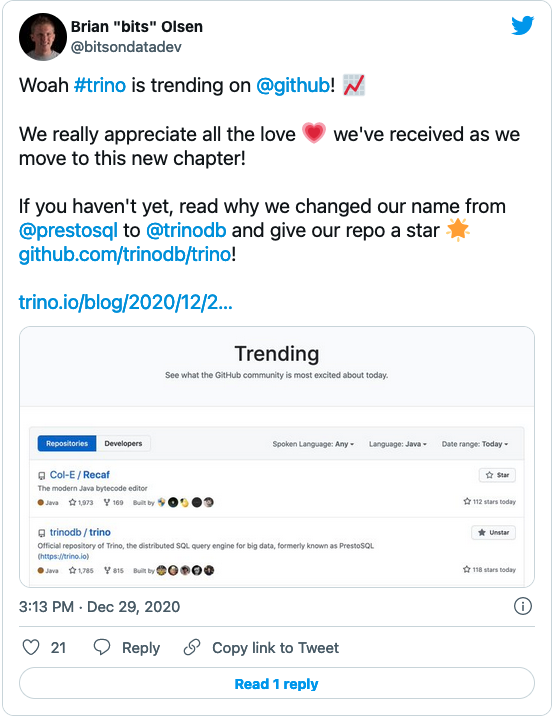 Brian "bits" Olsen
@bitsondatadev
Woah #trino is trending on @github! 📈
We really appreciate all the love 💗 we've received as we
move to this new chapter!
If you haven't yet, read why we changed our name from
@prestosql to @trinodb and give our repo a star 🌟
github.com/trinodb/trino!
trino.io/blog/2020/12/2...
Trending
See what the GitHub community is most excited about today.
Repositories Developers Spoken Language: Any Language: Java Date range: Today
Col-E / Recaf Star
The modern Java bytecode editor
Java 1,973 169 Built by 112 stars today
trinodb / trino Unstar
Official repository of Trino, the distributed SQL query engine for big data, formerly known as PrestoSQL
(https://trino.io)
Java 1,785 815 Built by 118 stars today
3:13 PM · Dec 29, 2020
21 Reply Copy link to Tweet
Read 1 reply